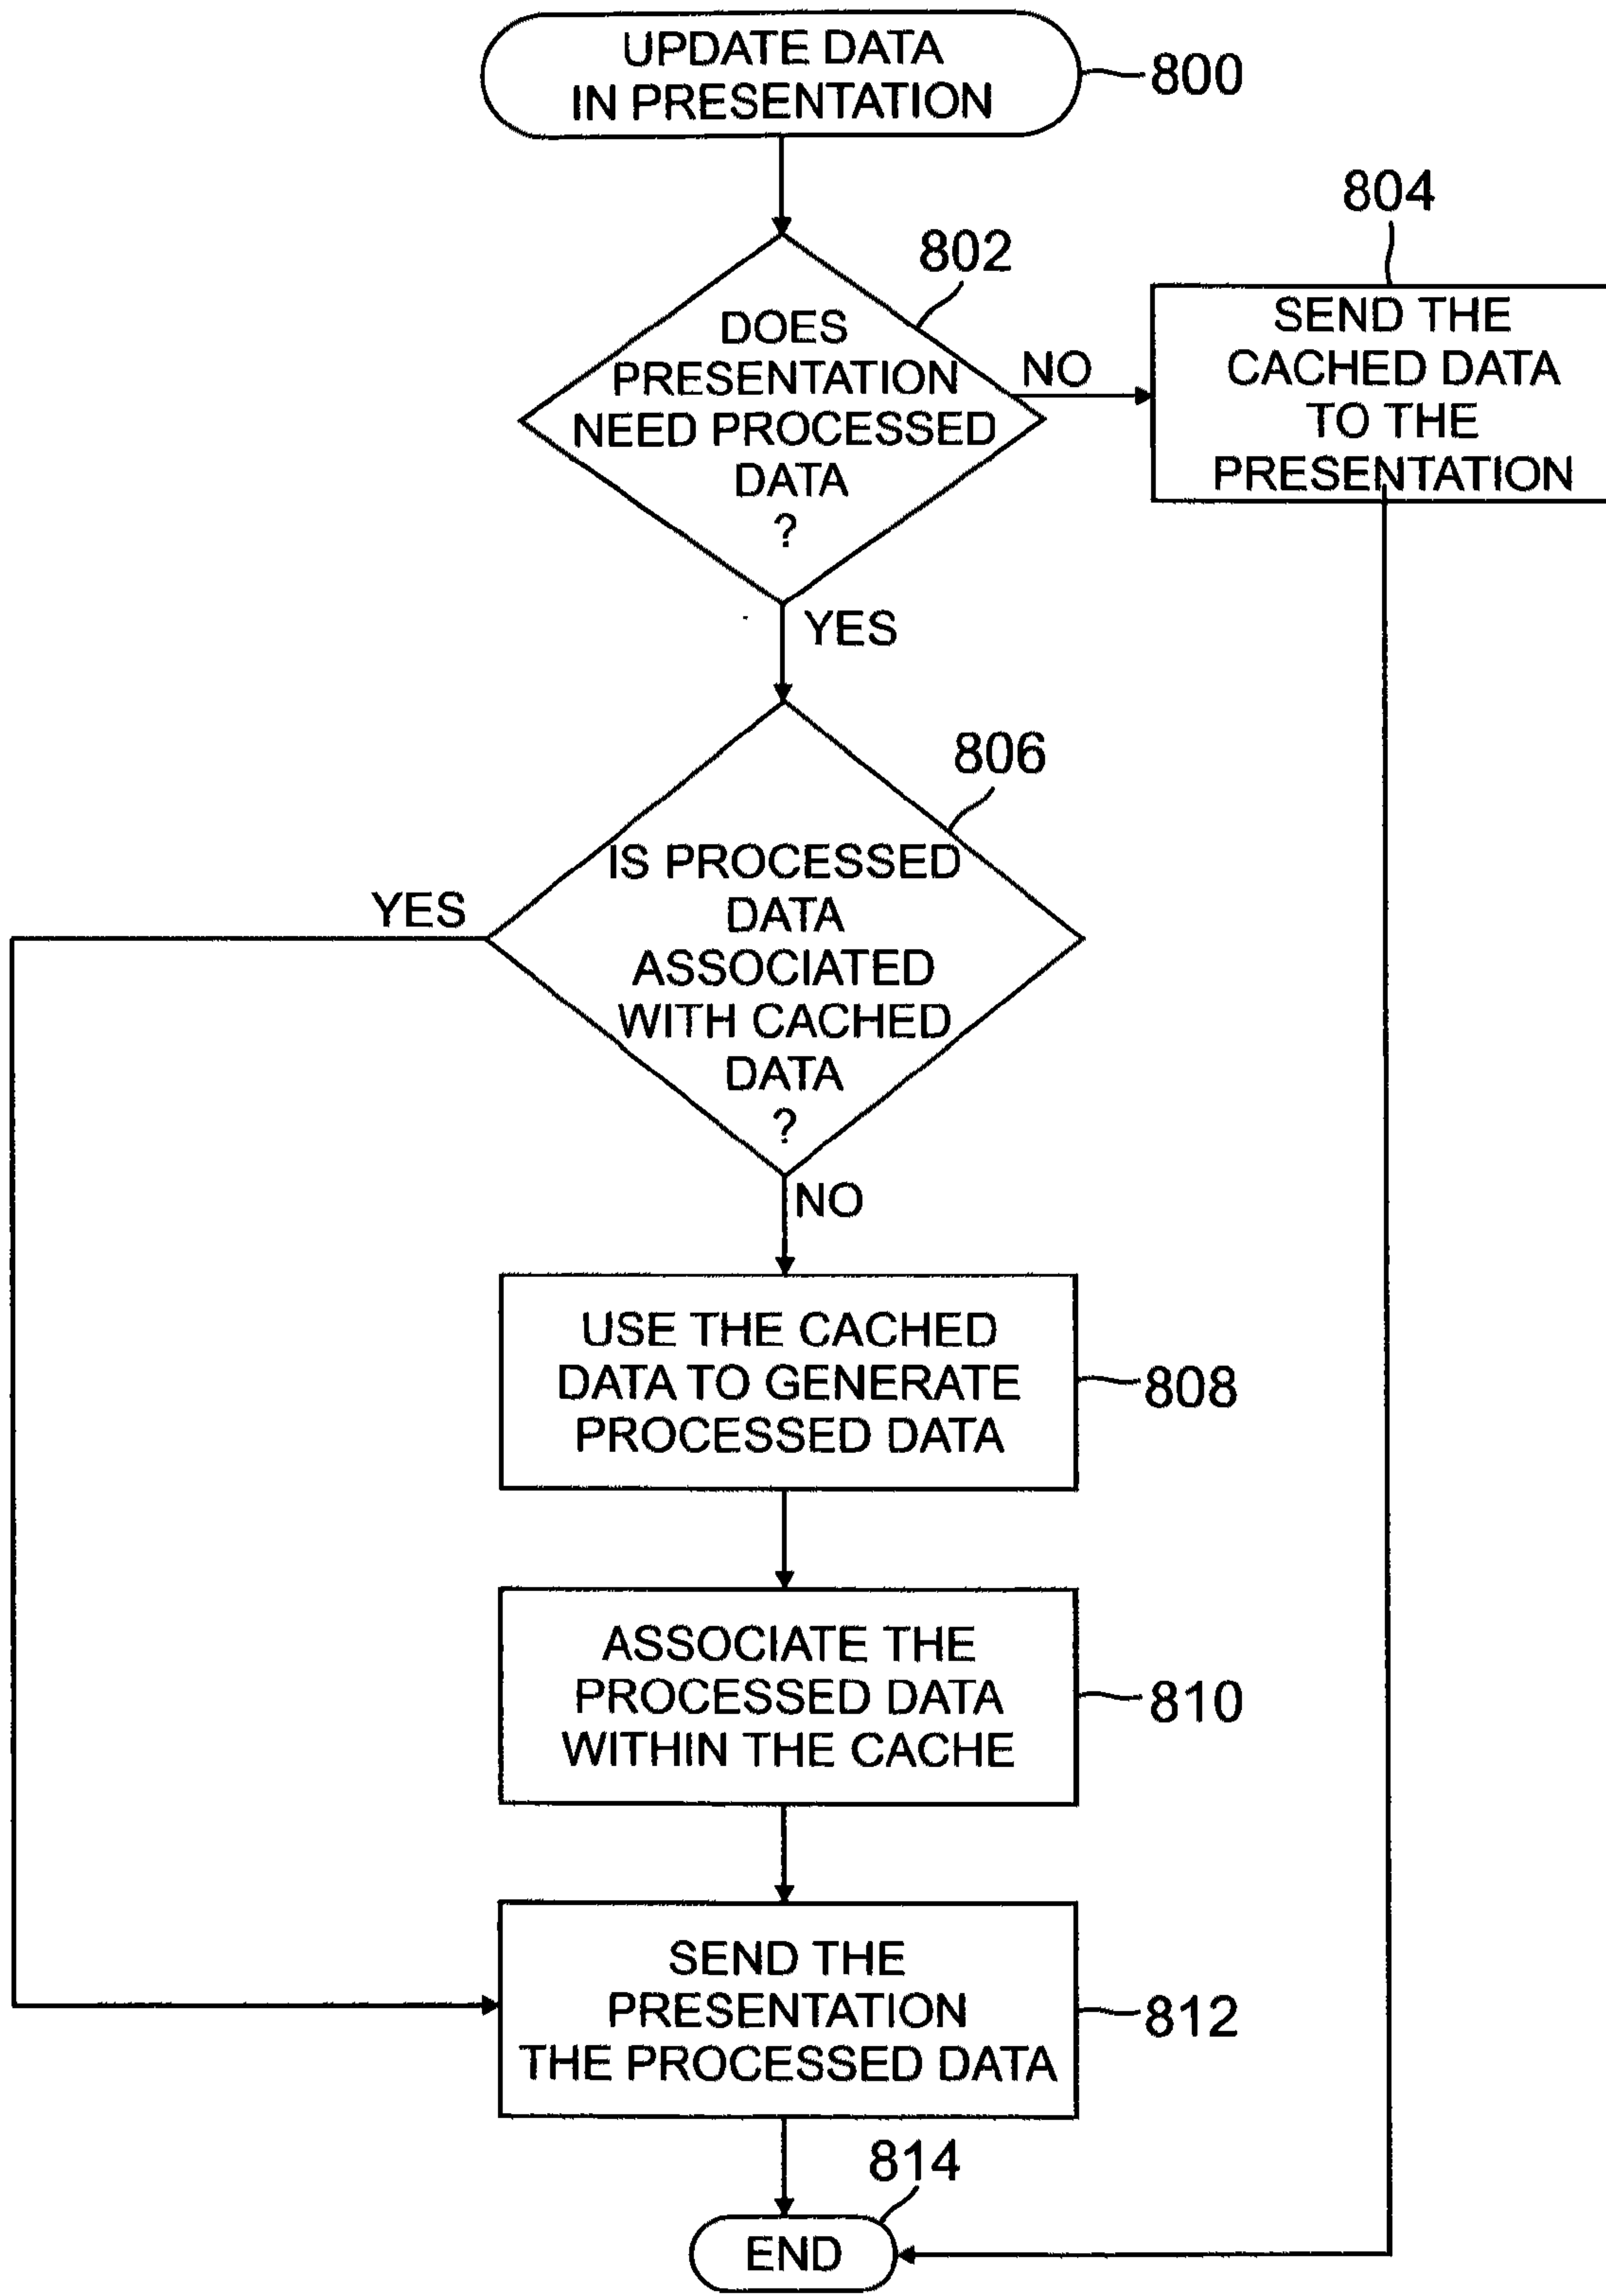 UPDATE DATA
IN PRESENTATION
800
804
802
DOES
PRESENTATION
NEED PROCESSED
DATA
?
NO
SEND THE
CACHED DATA
TO THE
PRESENTATION
YES
806
IS PROCESSED
DATA
ASSOCIATED
WITH CACHED
DATA
?
YES
NO
USE THE CACHED
DATA TO GENERATE
PROCESSED DATA
808
ASSOCIATE THE
PROCESSED DATA
WITHIN THE CACHE
810
SEND THE
PRESENTATION
THE PROCESSED DATA
812
814
END